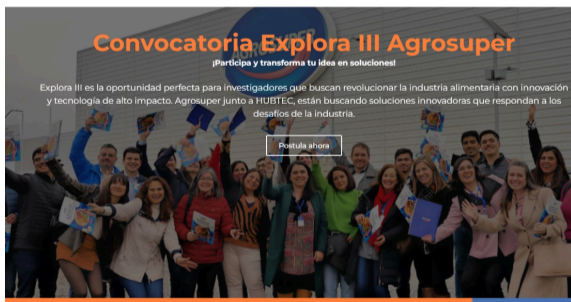 AGROSUPER
Convocatoria Explora III Agrosuper
¡Participa y transforma tu idea en soluciones!
Explora III es la oportunidad perfecta para investigadores que buscan revolucionar la industria alimentaria con innovación
y tecnología de alto impacto. Agrosuper junto a HUBTEC, están buscando soluciones innovadoras que respondan a los
desafíos de la industria.
Postula ahora